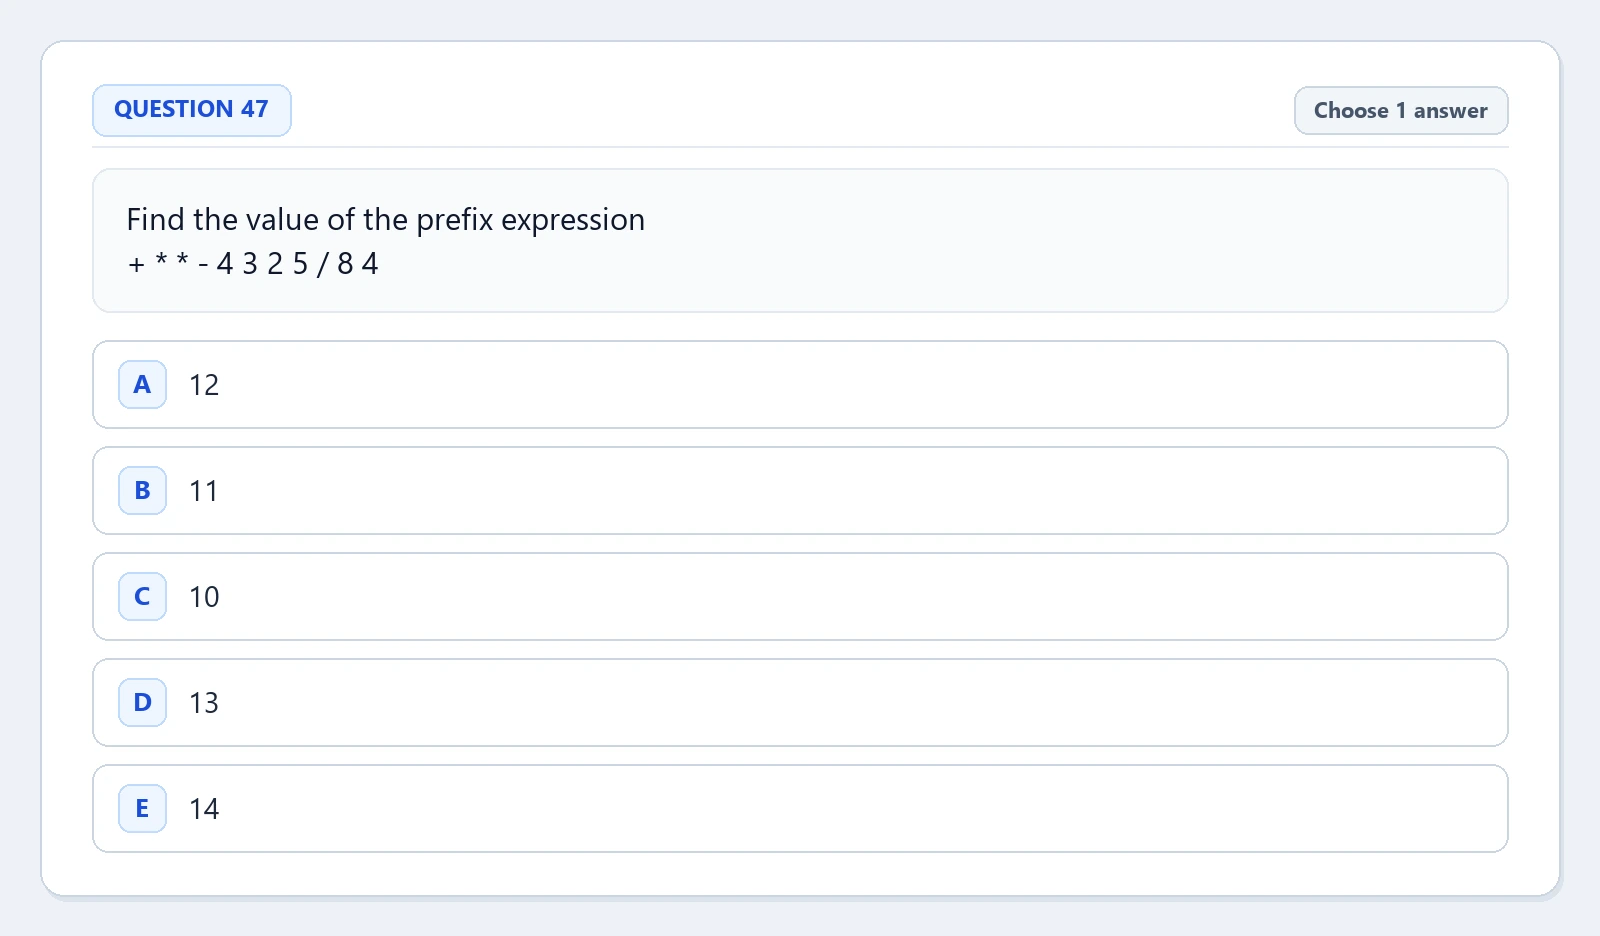 QUESTION 47
Choose 1 answer
Find the value of the prefix expression
+ * * - 4 3 2 5 / 8 4
A 12
B 11
C 10
D 13
E 14